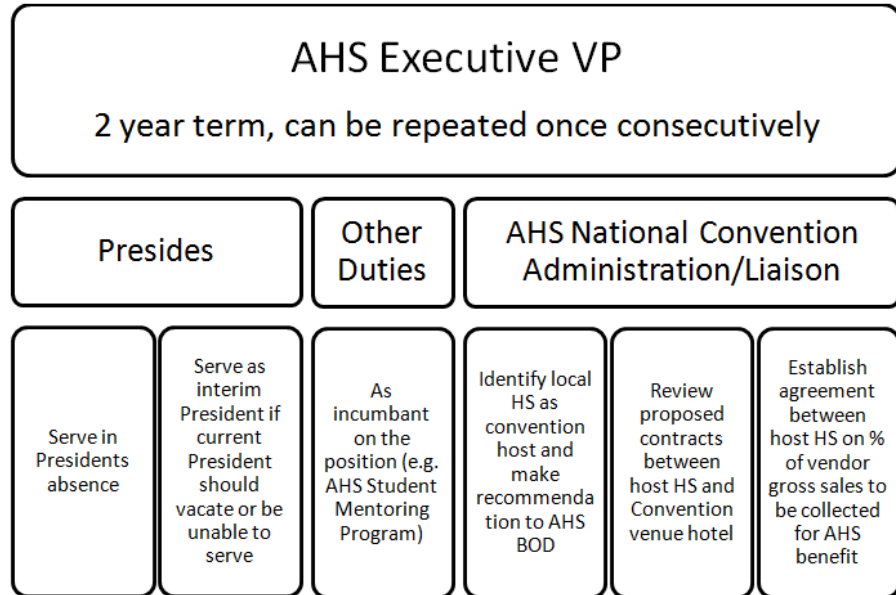 AHS Executive VP
2 year term, can be repeated once consecutively
Presides
Other
Duties
AHS National Convention
Administration/Liaison
Serve in
Presidents
absence
Serve as
interim
President if
current
President
should
vacate or be
unable to
serve
As
incumbant
on the
position (e.g.
AHS Student
Mentoring
Program)
Identify local
HS as
convention
host and
make
recommenda
tion to AHS
BOD
Review
proposed
contracts
between
host HS and
Convention
venue hotel
Establish
agreement
between
host HS on %
of vendor
gross sales to
be collected
for AHS
benefit